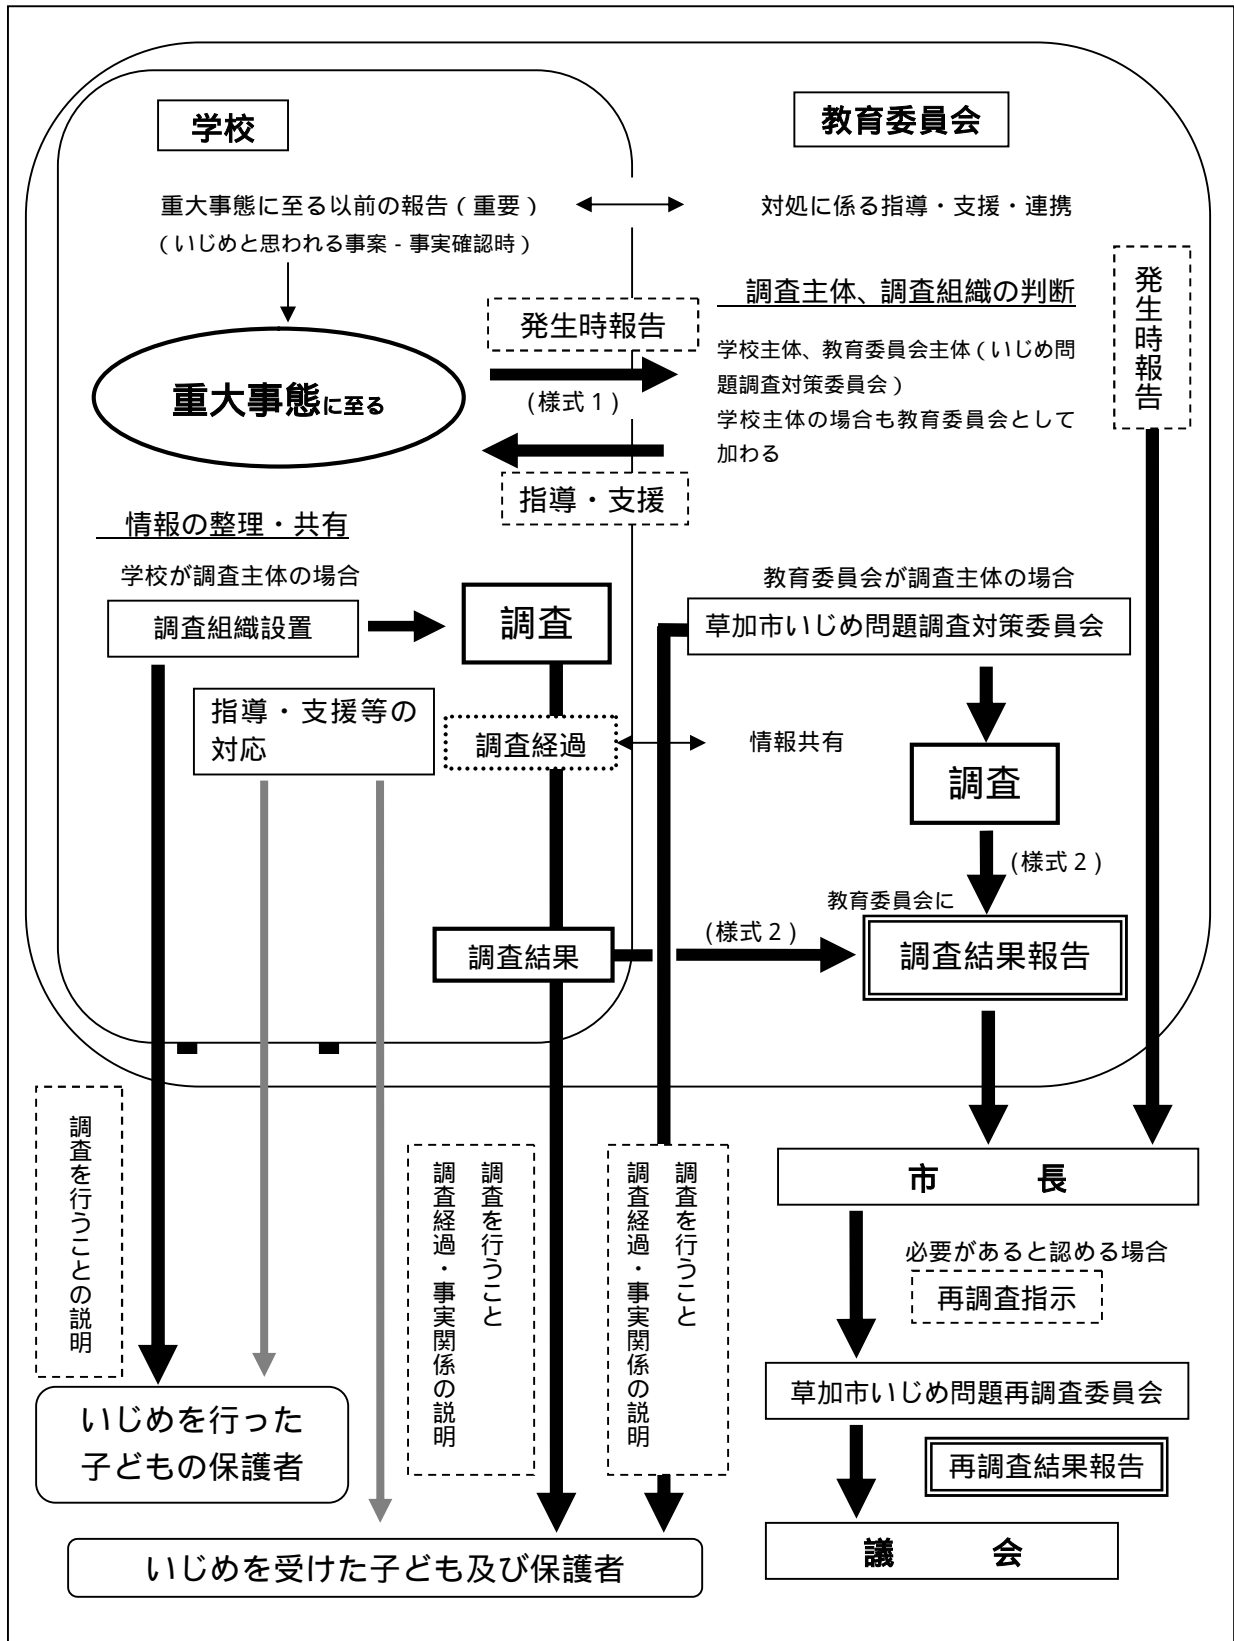 学校
教育委員会
重大事態に至る以前の報告（重要）
（いじめと思われる事案 - 事実確認時）
対処に係る指導・支援・連携
発生時報告
調査主体、調査組織の判断
学校主体、教育委員会主体（いじめ問
題調査対策委員会）
学校主体の場合も教育委員会として
加わる
発生時報告
(様式1)
重大事態に至る
指導・支援
情報の整理・共有
学校が調査主体の場合
調査組織設置
調査
指導・支援等の
対応
調査経過
情報共有
教育委員会が調査主体の場合
草加市いじめ問題調査対策委員会
調査
(様式2)
教育委員会に
調査結果報告
調査結果
(様式2)
調査を行うことの説明
調査を行うこと
調査経過・事実関係の説明
調査を行うこと
調査経過・事実関係の説明
市　　　長
必要があると認める場合
再調査指示
草加市いじめ問題再調査委員会
再調査結果報告
議　　　会
いじめを行った
子どもの保護者
いじめを受けた子ども及び保護者